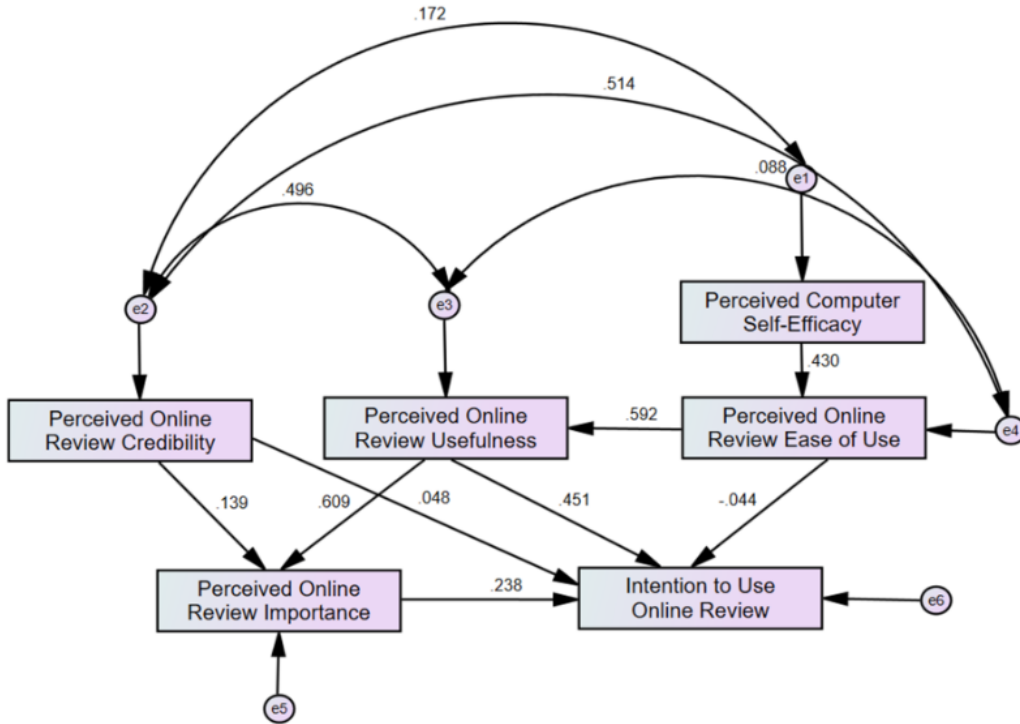 .172
.514
.088
e1
.496
e2
e3
Perceived Computer
Self-Efficacy
.430
Perceived Online
Review Credibility
Perceived Online
Review Usefulness
.592
Perceived Online
Review Ease of Use
e4
.139
.609
.048
.451
-.044
Perceived Online
Review Importance
.238
Intention to Use
Online Review
e6
e5